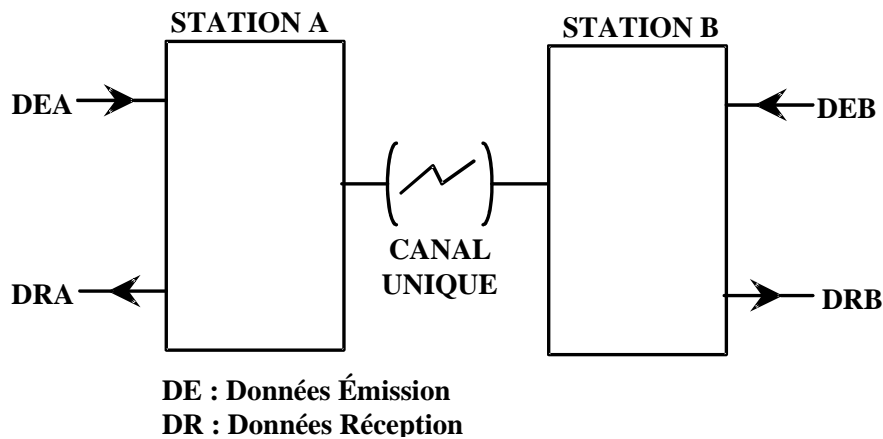 STATION A
STATION B
DEA
DEB
CANAL
UNIQUE
DRA
DRB
DE : Données Émission
DR : Données Réception